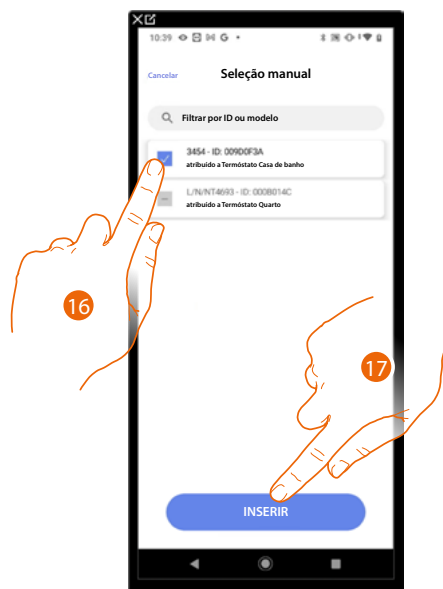 10:39 G
Cancelar Seleção manual
Filtrar por ID ou modelo
3454 - ID: 009D0F3A
atribuído a Termóstato Casa de banho
L/N/NT4693 - ID: 000B014C
atribuído a Termóstato Quarto
16
17
INSERIR